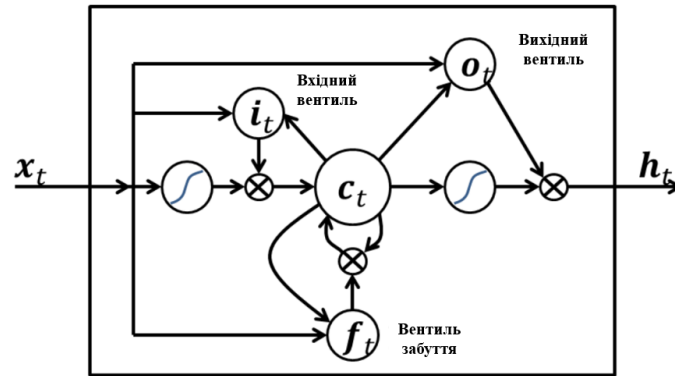 Вихідний
вентиль
o_t
Вхідний
вентиль
i_t
x_t
c_t
h_t
f_t
Вентиль
забуття